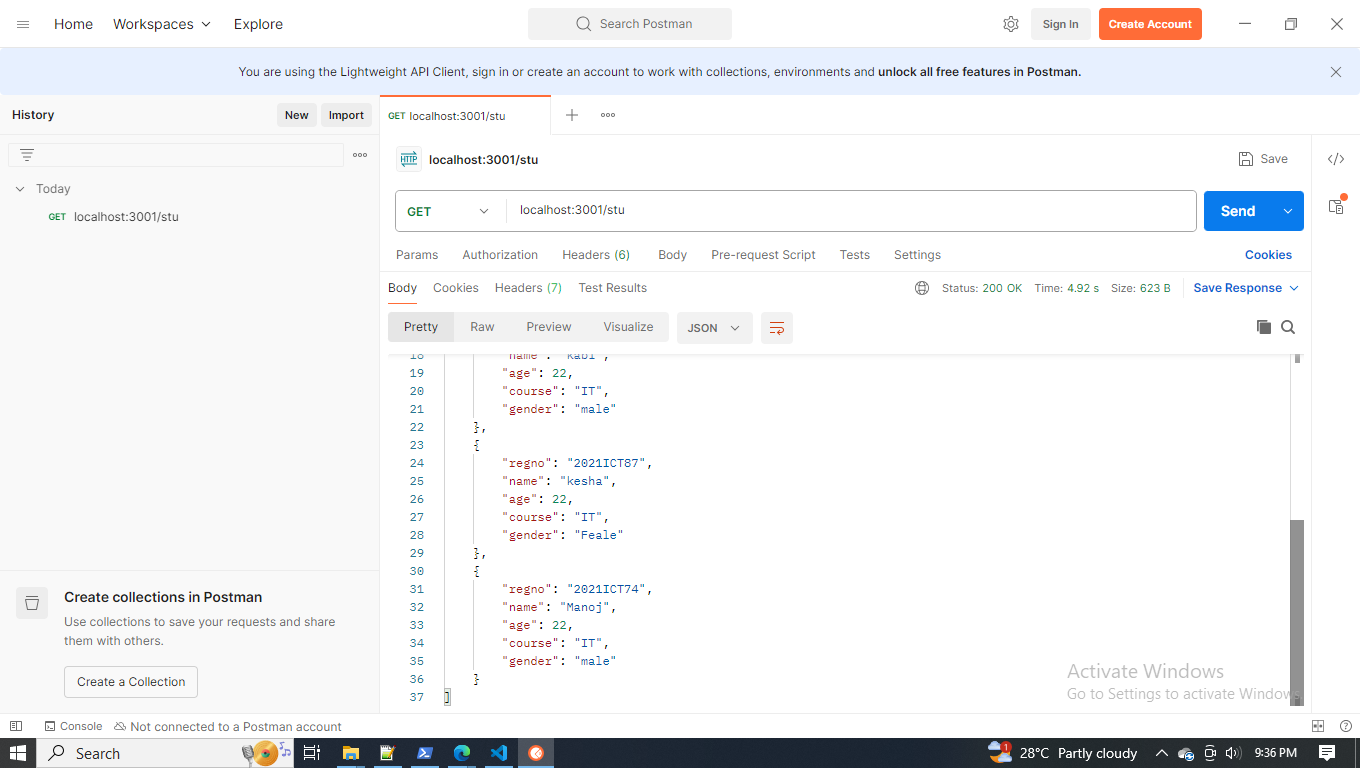 Home Workspaces Explore Search Postman Sign In Create Account
You are using the Lightweight API Client, sign in or create an account to work with collections, environments and unlock all free features in Postman.
History New Import
GET localhost:3001/stu
Today
GET localhost:3001/stu
HTTP localhost:3001/stu Save
GET localhost:3001/stu Send
Params Authorization Headers (6) Body Pre-request Script Tests Settings Cookies
Body Cookies Headers (7) Test Results Status: 200 OK Time: 4.92 s Size: 623 B Save Response
Pretty Raw Preview Visualize JSON
18 "name": "Kabi",
19 "age": 22,
20 "course": "IT",
21 "gender": "male"
22 },
23 {
24 "regno": "2021ICT87",
25 "name": "kesha",
26 "age": 22,
27 "course": "IT",
28 "gender": "Feale"
29 },
30 {
31 "regno": "2021ICT74",
32 "name": "Manoj",
33 "age": 22,
34 "course": "IT",
35 "gender": "male"
36 }
37 ]
Create collections in Postman
Use collections to save your requests and share
them with others.
Create a Collection
Activate Windows
Go to Settings to activate Windows.
Console Not connected to a Postman account
Search 1 28°C Partly cloudy 9:36 PM